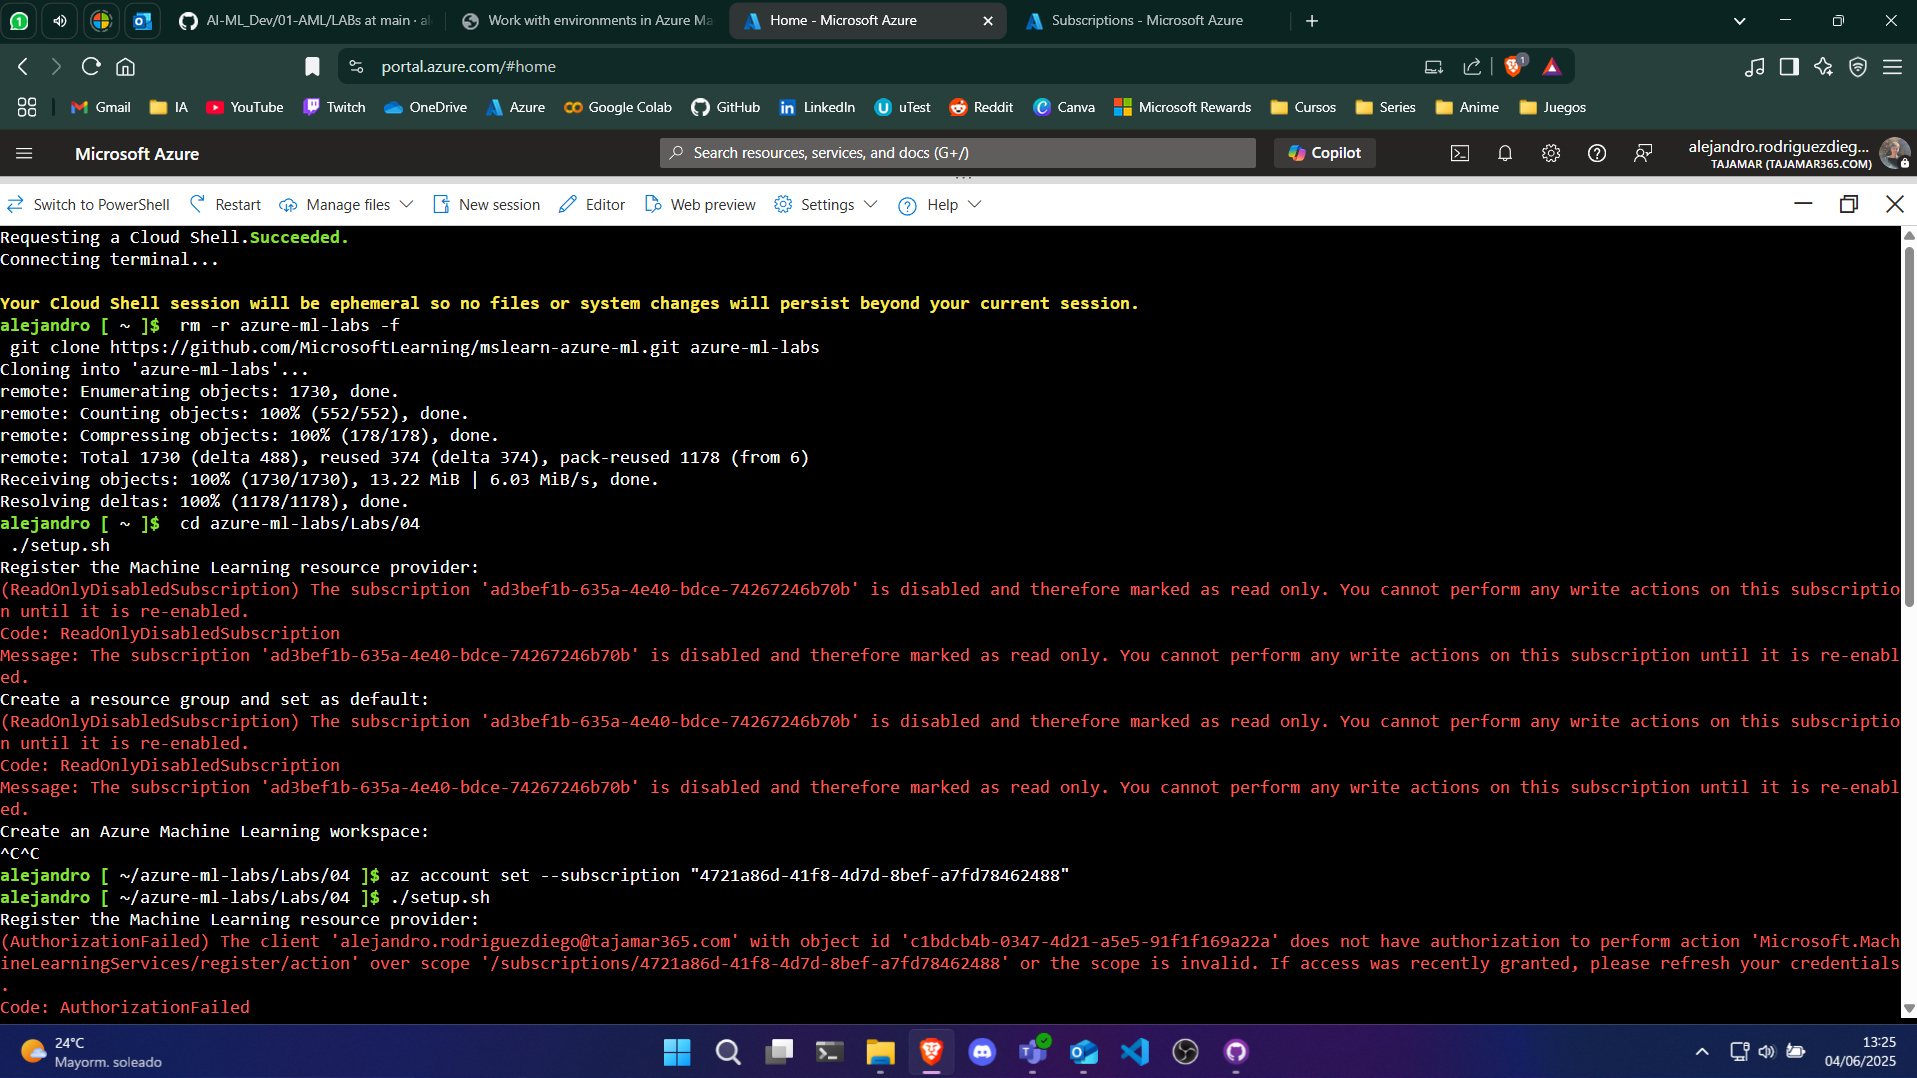 AI-ML_Dev/01-AML/LABs at main · al
Work with environments in Azure Ma
Home - Microsoft Azure
Subscriptions - Microsoft Azure
portal.azure.com/#home
1
Gmail
IA
YouTube
Twitch
OneDrive
Azure
Google Colab
GitHub
LinkedIn
uTest
Reddit
Canva
Microsoft Rewards
Cursos
Series
Anime
Juegos
Microsoft Azure
Search resources, services, and docs (G+/)
Copilot
alejandro.rodriguezdieg...
TAJAMAR (TAJAMAR365.COM)
Switch to PowerShell
Restart
Manage files
New session
Editor
Web preview
Settings
Help
Requesting a Cloud Shell.Succeeded.
Connecting terminal...
Your Cloud Shell session will be ephemeral so no files or system changes will persist beyond your current session.
alejandro [ ~ ]$  rm -r azure-ml-labs -f
 git clone https://github.com/MicrosoftLearning/mslearn-azure-ml.git azure-ml-labs
Cloning into 'azure-ml-labs'...
remote: Enumerating objects: 1730, done.
remote: Counting objects: 100% (552/552), done.
remote: Compressing objects: 100% (178/178), done.
remote: Total 1730 (delta 488), reused 374 (delta 374), pack-reused 1178 (from 6)
Receiving objects: 100% (1730/1730), 13.22 MiB | 6.03 MiB/s, done.
Resolving deltas: 100% (1178/1178), done.
alejandro [ ~ ]$  cd azure-ml-labs/Labs/04
 ./setup.sh
Register the Machine Learning resource provider:
(ReadOnlyDisabledSubscription) The subscription 'ad3bef1b-635a-4e40-bdce-74267246b70b' is disabled and therefore marked as read only. You cannot perform any write actions on this subscriptio
n until it is re-enabled.
Code: ReadOnlyDisabledSubscription
Message: The subscription 'ad3bef1b-635a-4e40-bdce-74267246b70b' is disabled and therefore marked as read only. You cannot perform any write actions on this subscription until it is re-enabl
ed.
Create a resource group and set as default:
(ReadOnlyDisabledSubscription) The subscription 'ad3bef1b-635a-4e40-bdce-74267246b70b' is disabled and therefore marked as read only. You cannot perform any write actions on this subscriptio
n until it is re-enabled.
Code: ReadOnlyDisabledSubscription
Message: The subscription 'ad3bef1b-635a-4e40-bdce-74267246b70b' is disabled and therefore marked as read only. You cannot perform any write actions on this subscription until it is re-enabl
ed.
Create an Azure Machine Learning workspace:
^C^C
alejandro [ ~/azure-ml-labs/Labs/04 ]$ az account set --subscription "4721a86d-41f8-4d7d-8bef-a7fd78462488"
alejandro [ ~/azure-ml-labs/Labs/04 ]$ ./setup.sh
Register the Machine Learning resource provider:
(AuthorizationFailed) The client 'alejandro.rodriguezdiego@tajamar365.com' with object id 'c1bdcb4b-0347-4d21-a5e5-91f1f169a22a' does not have authorization to perform action 'Microsoft.Mach
ineLearningServices/register/action' over scope '/subscriptions/4721a86d-41f8-4d7d-8bef-a7fd78462488' or the scope is invalid. If access was recently granted, please refresh your credentials
.
Code: AuthorizationFailed
24°C
Mayorm. soleado
13:25
04/06/2025